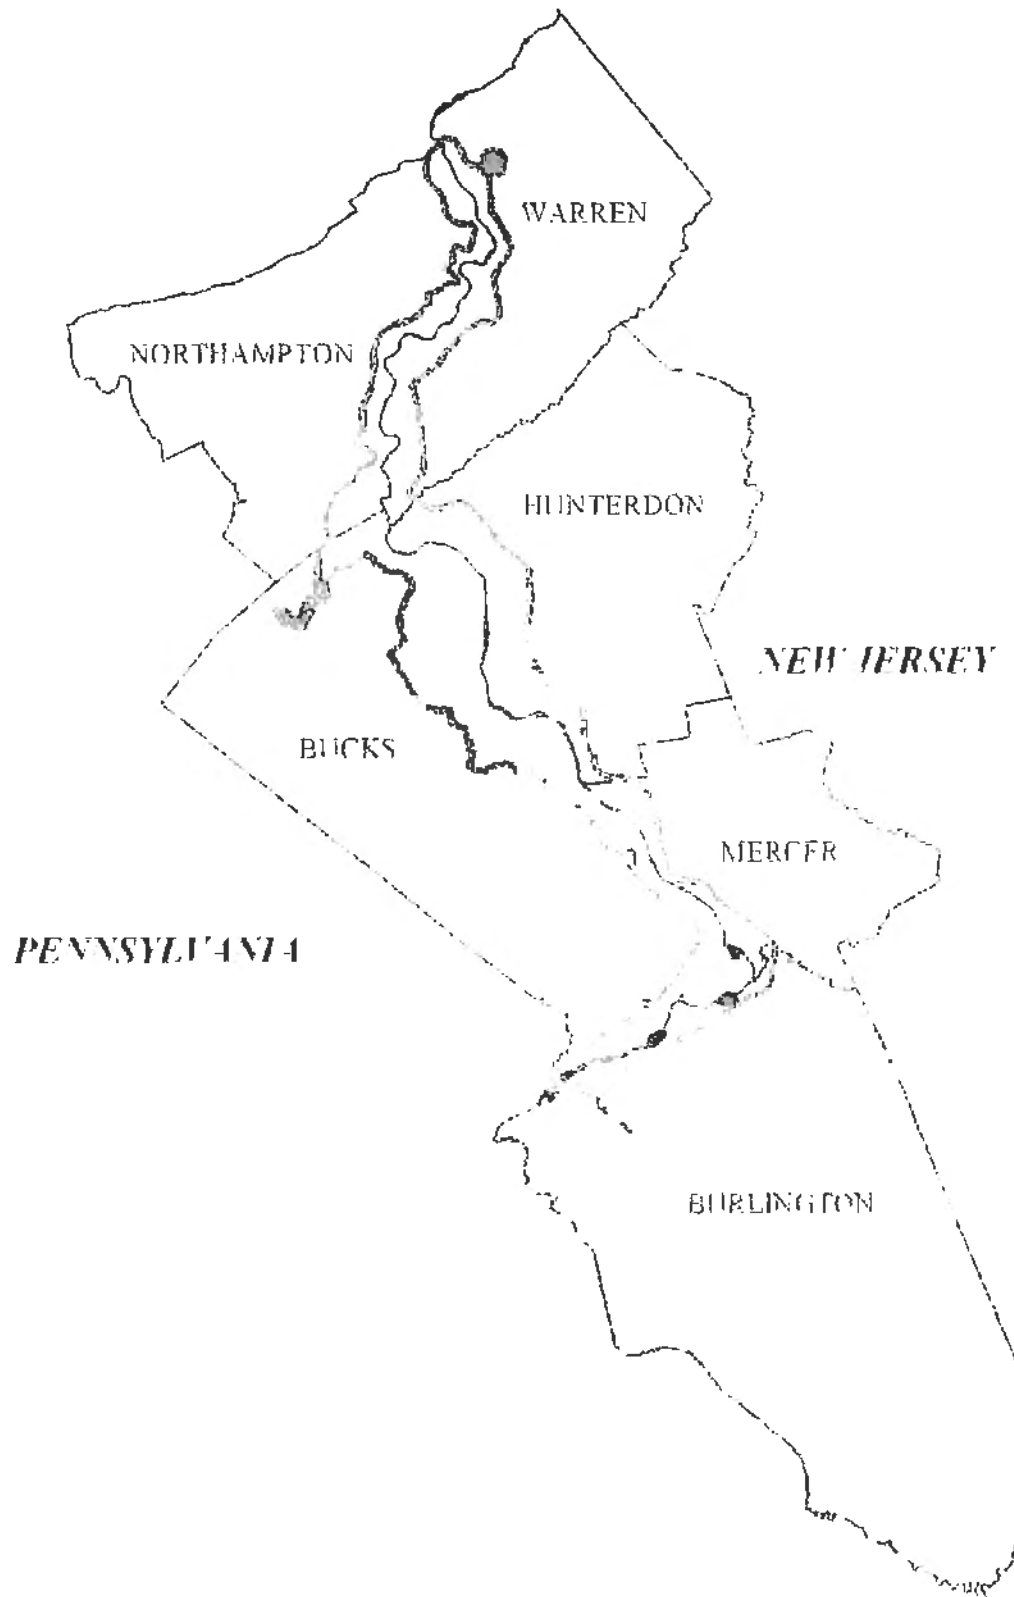 WARREN
NORTHAMPTON
HUNTERDON
NEW JERSEY
BUCKS
MERCER
PENNSYLVANIA
BURLINGTON